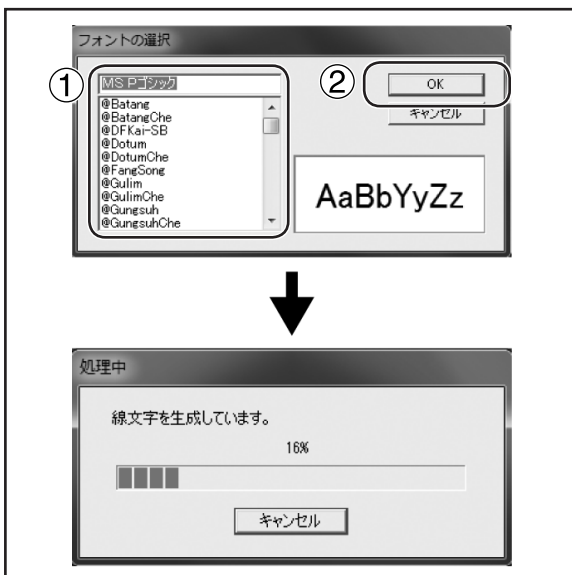 フォントの選択
①
MS Pゴシック
@Batang
@BatangChe
@DFKai-SB
@Dotum
@DotumChe
@FangSong
@Gulim
@GulimChe
@Gungsuh
@GungsuhChe
②
OK
キャンセル
AaBbYyZz
処理中
線文字を生成しています。
16%
キャンセル